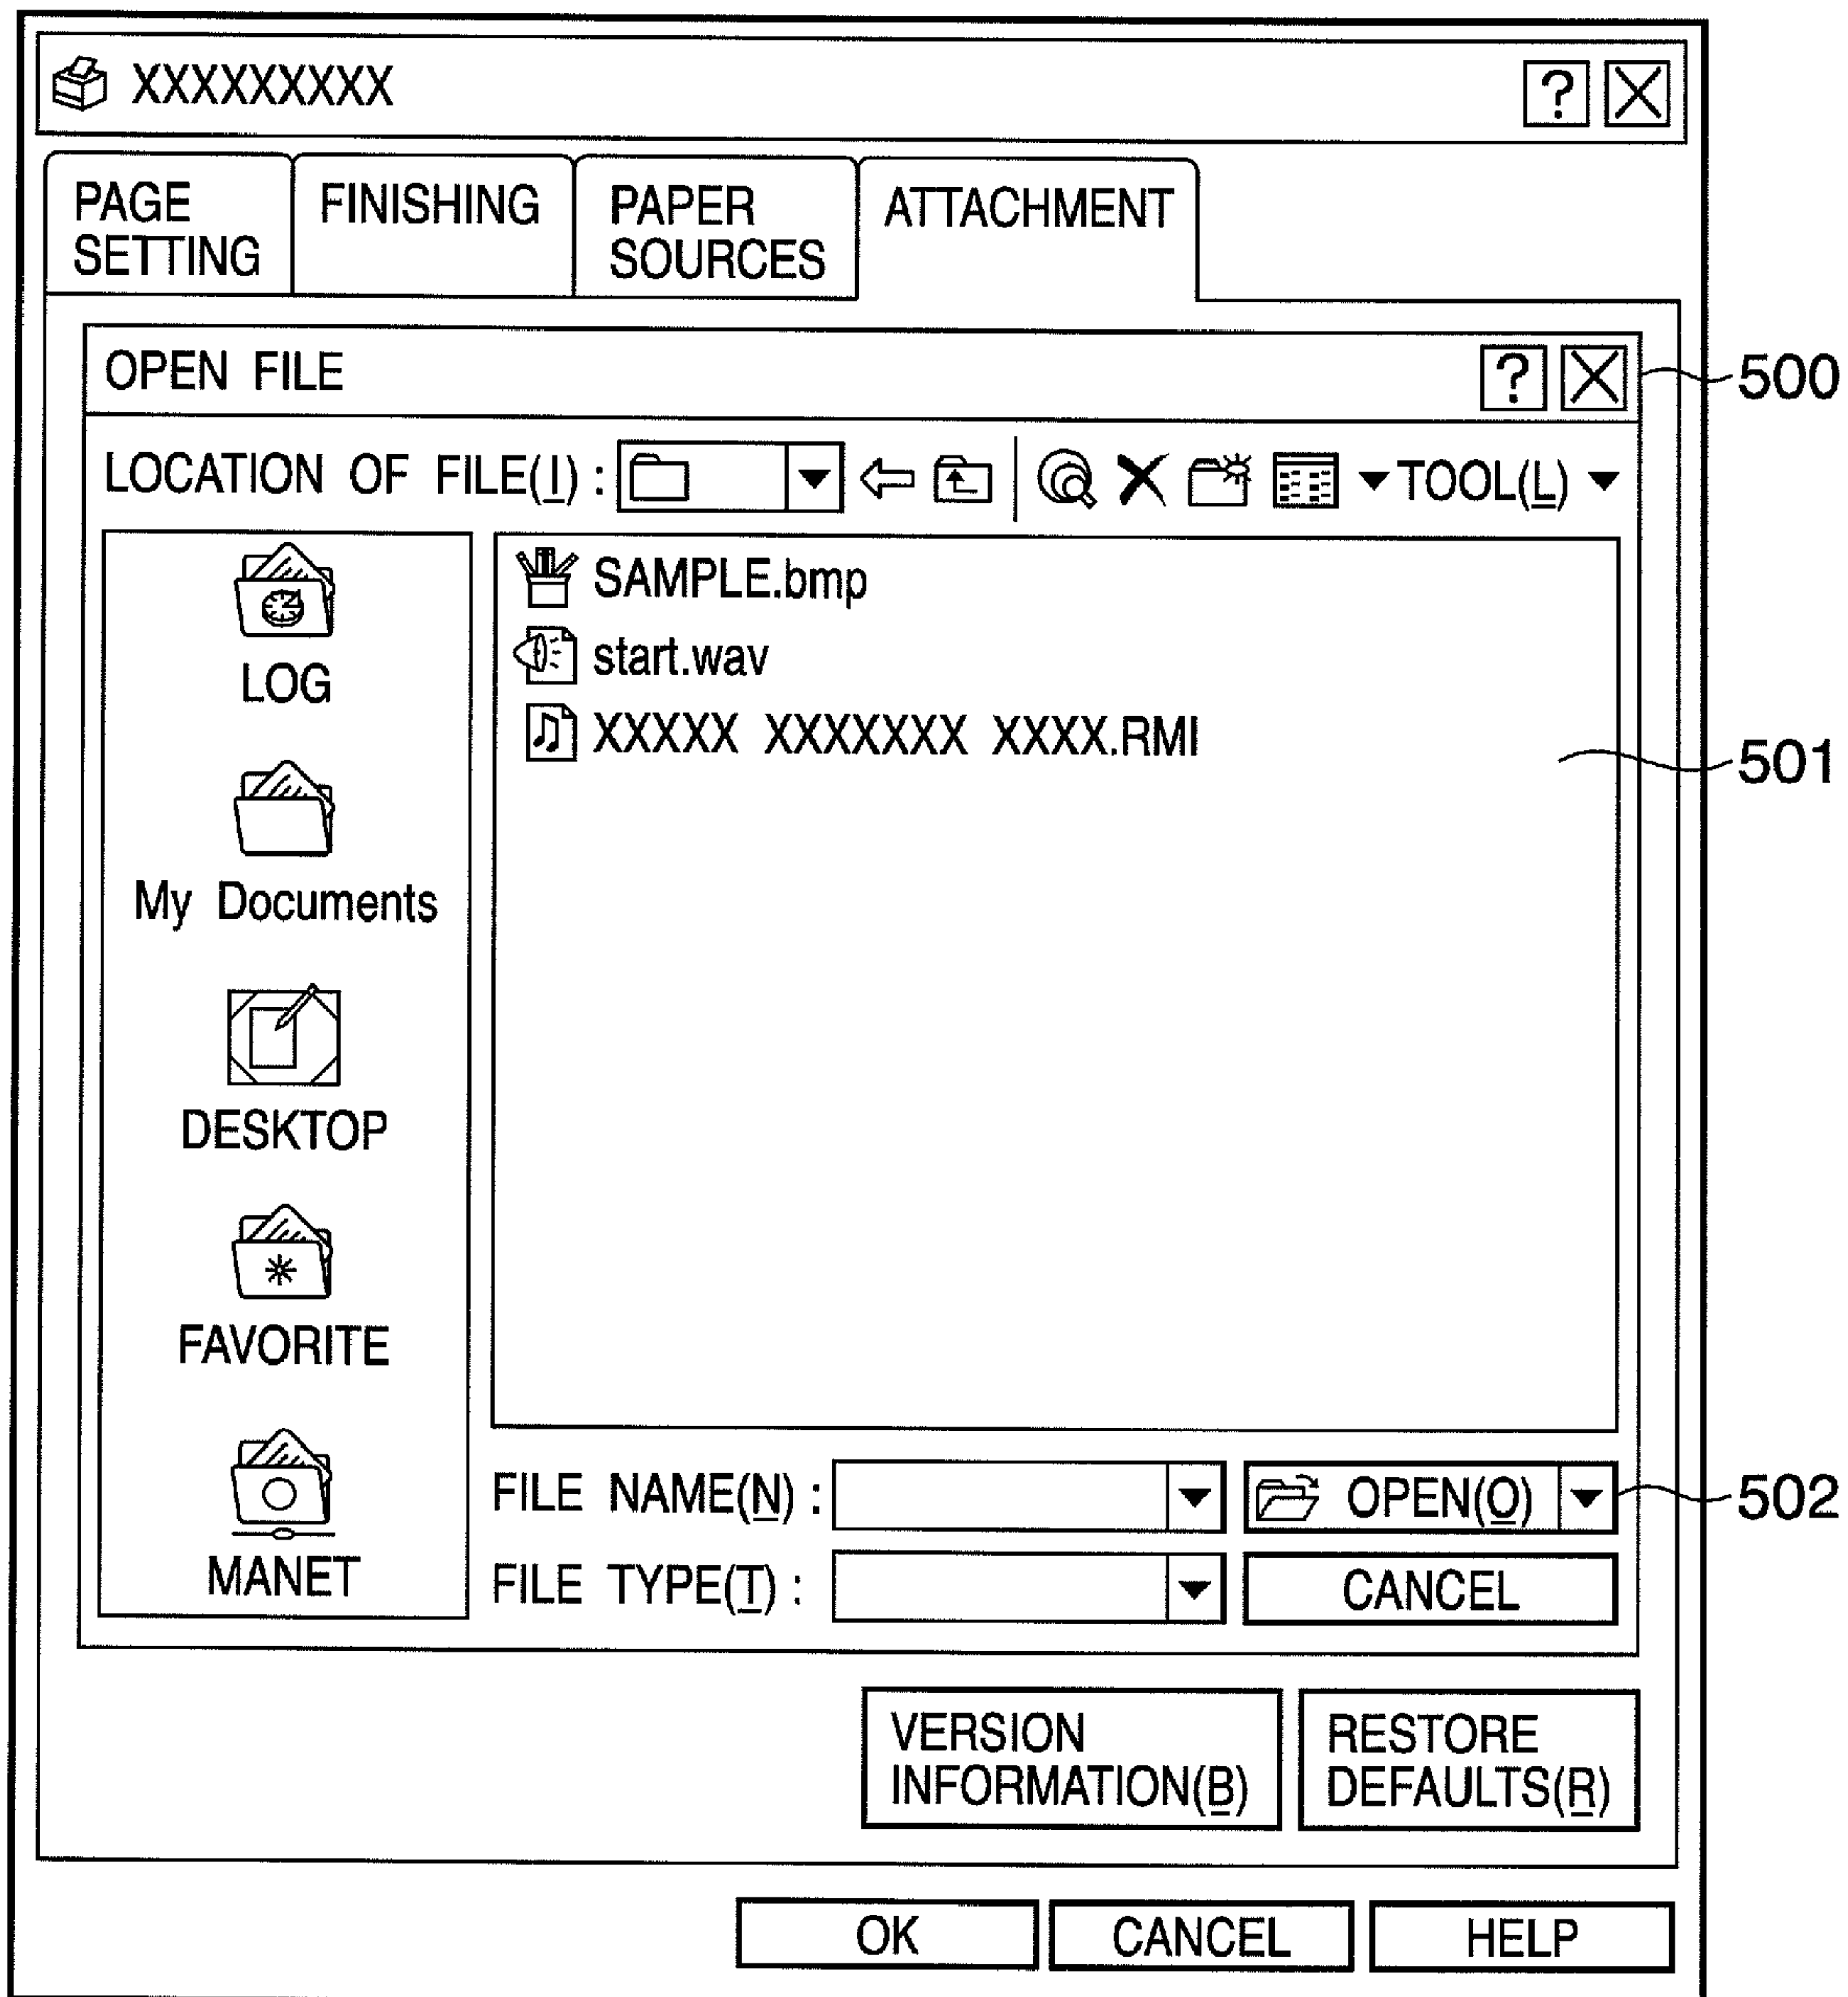 XXXXXXXXX ? X
PAGE SETTING
FINISHING
PAPER SOURCES
ATTACHMENT
OPEN FILE ? X
500
LOCATION OF FILE(I) :
TOOL(L)
LOG
My Documents
DESKTOP
FAVORITE
MANET
SAMPLE.bmp
start.wav
XXXXX XXXXXXX XXXX.RMI
501
FILE NAME(N) :
OPEN(O)
502
FILE TYPE(T) :
CANCEL
VERSION
INFORMATION(B)
RESTORE
DEFAULTS(R)
OK
CANCEL
HELP